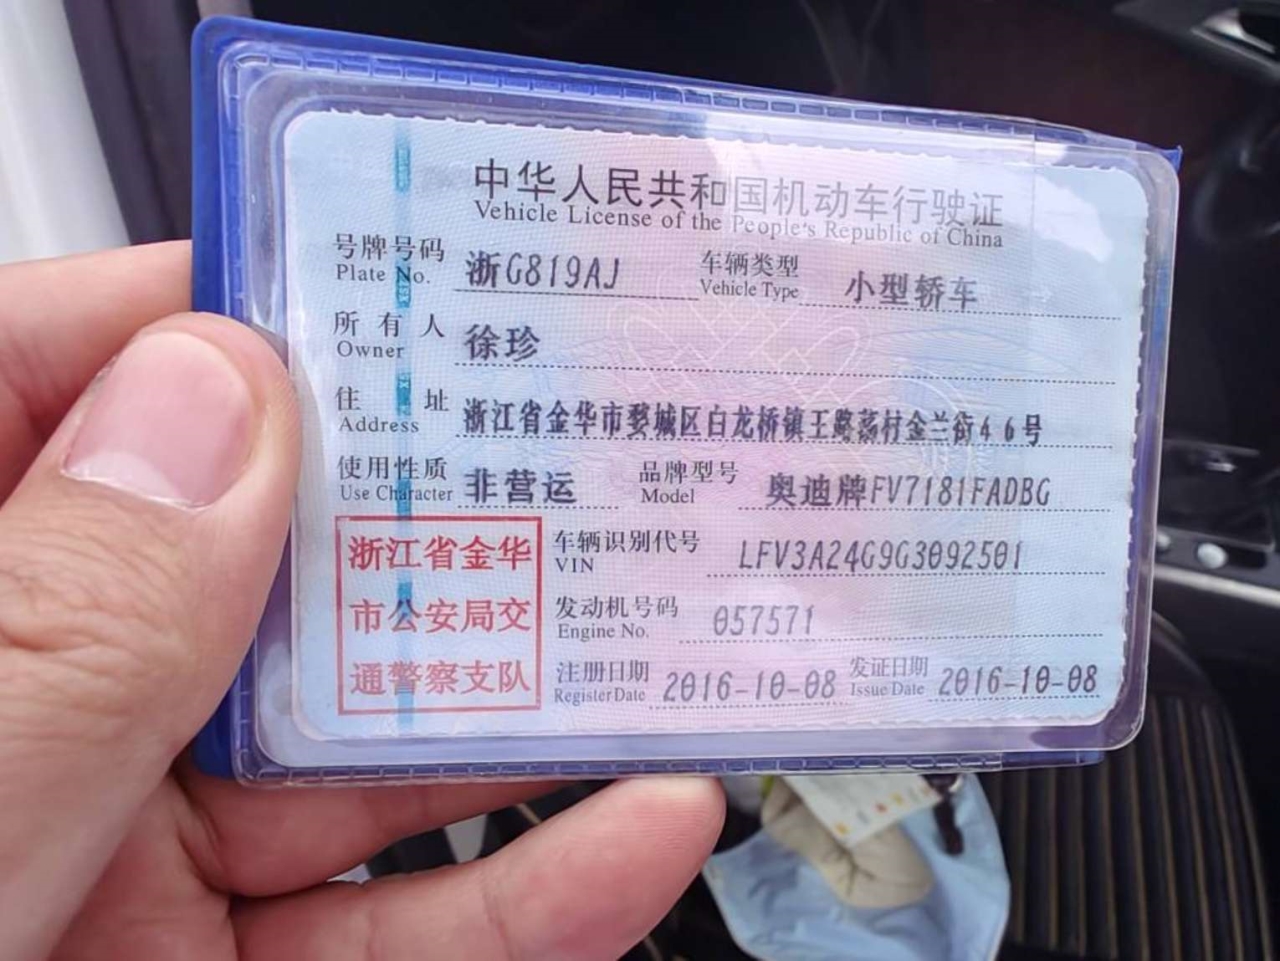 中华人民共和国机动车行驶证
Vehicle License of the People's Republic of China
号牌号码 浙G819AJ 车辆类型 小型轿车
Plate No. Vehicle Type
所有人 徐珍
Owner
住址 浙江省金华市婺城区白龙桥镇王路荡村金兰街46号
Address
使用性质 非营运 品牌型号 奥迪牌FV7181FADBG
Use Character Model
浙江省金华 车辆识别代号 LFV3A24G9G3092501
VIN
市公安局交 发动机号码 057571
Engine No.
通警察支队 注册日期 2016-10-08 发证日期 2016-10-08
Register Date Issue Date